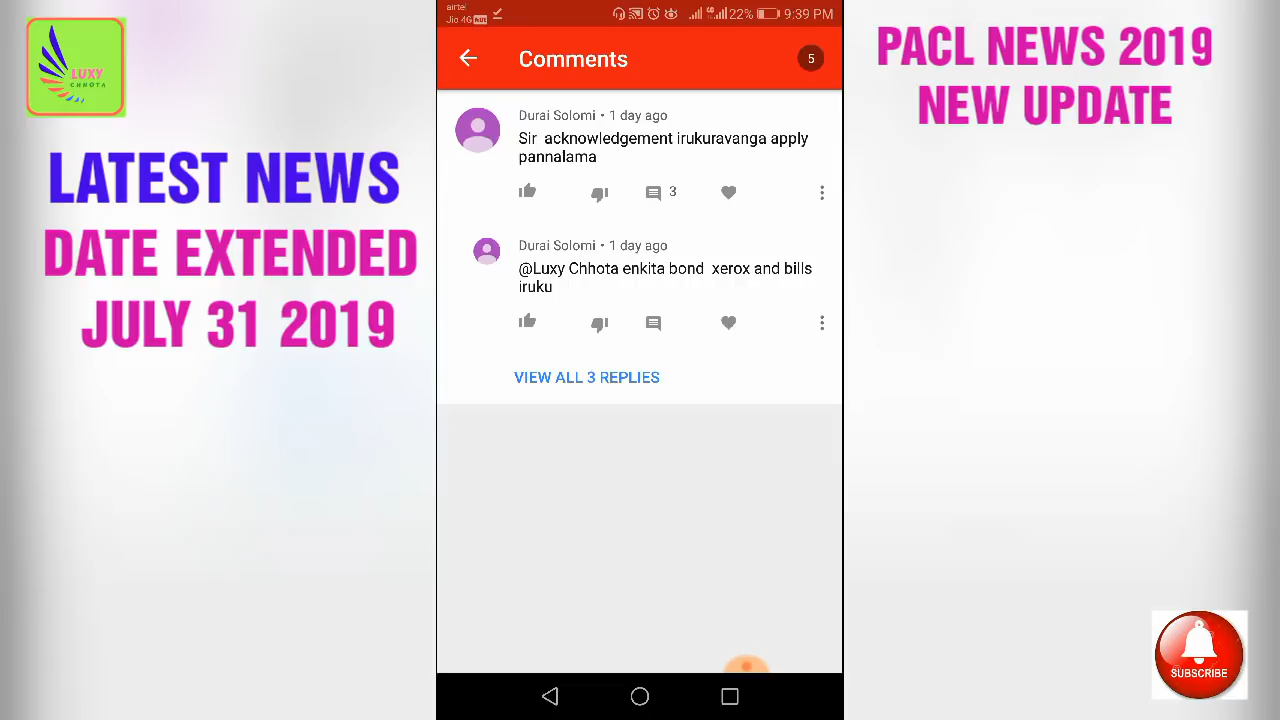 LUXY
CHHOTA
LATEST NEWS
DATE EXTENDED
JULY 31 2019
airtel
Jio 4G HD
22% 9:39 PM
Comments
5
Durai Solomi • 1 day ago
Sir acknowledgement irukuravanga apply
pannalama
3
Durai Solomi • 1 day ago
@Luxy Chhota enkita bond xerox and bills
iruku
VIEW ALL 3 REPLIES
PACL NEWS 2019
NEW UPDATE
SUBSCRIBE